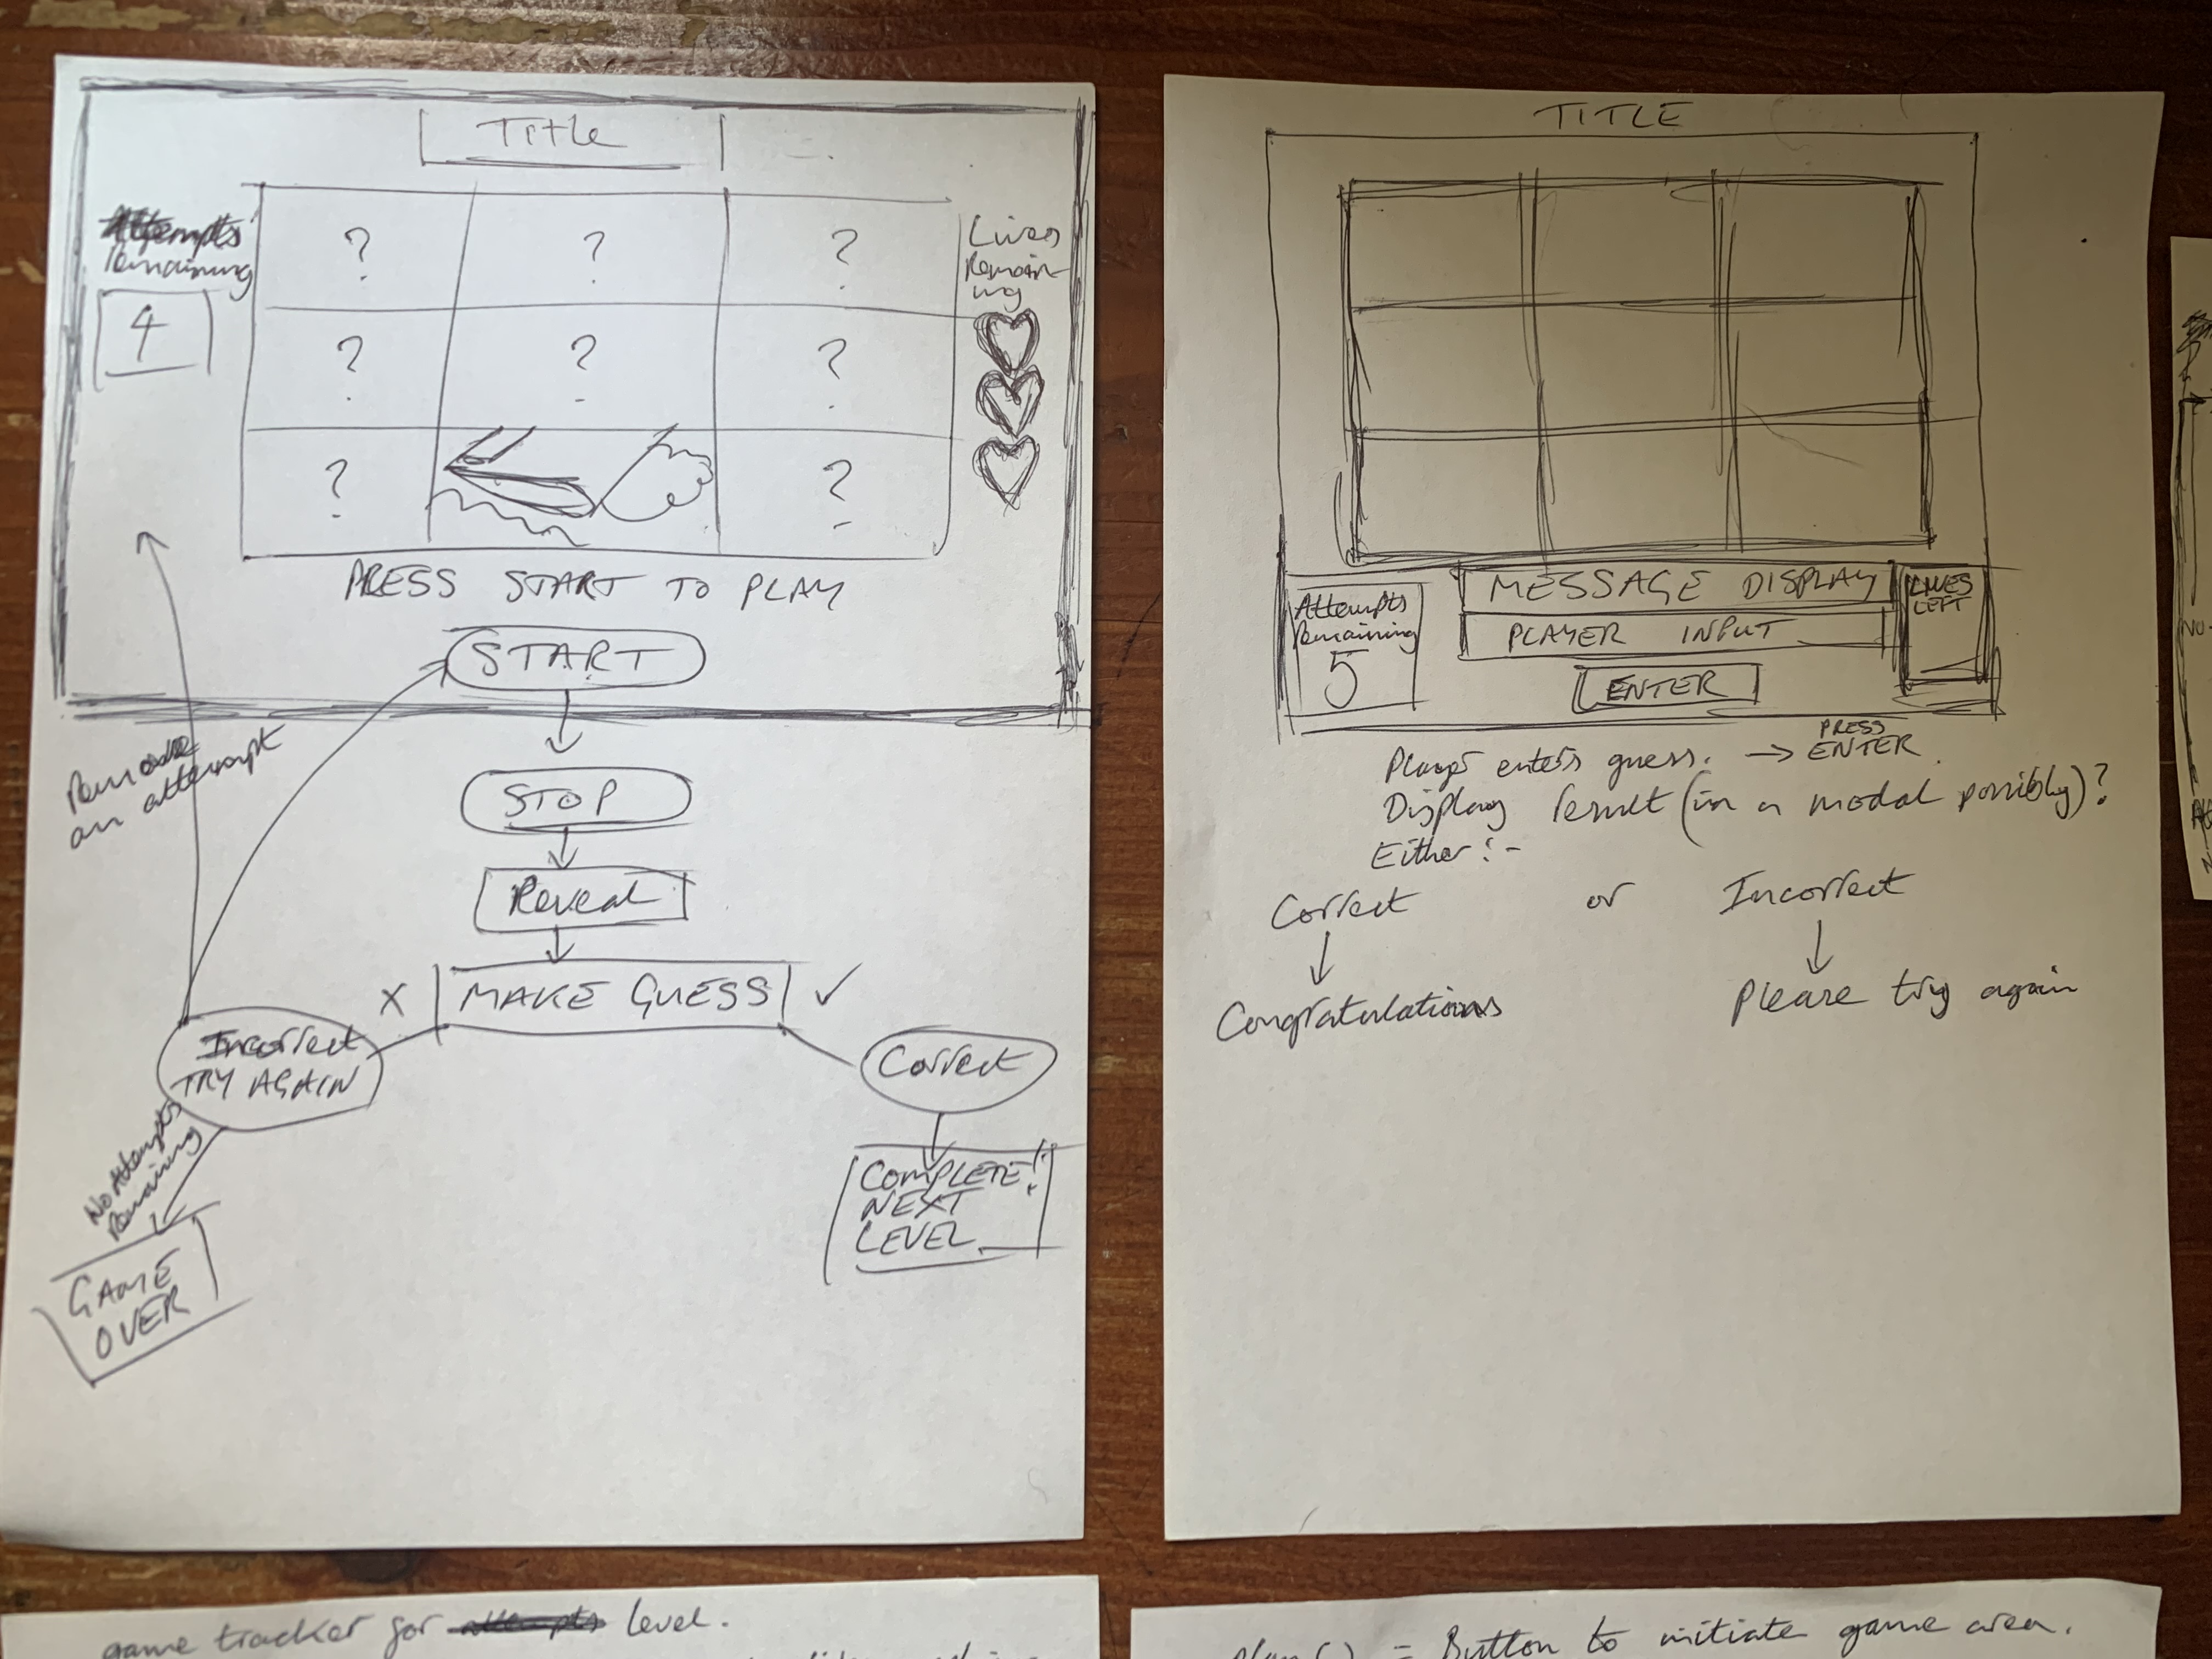 Title
Attempts
remaining
4
Lives
Remain-
ing
? ? ?
? ? ?
? ?
PRESS START TO PLAY
START
Remove
an attempt
STOP
Reveal
X MAKE GUESS ✓
Incorrect
TRY AGAIN
Correct
No Attempts
Remaining
GAME
OVER
COMPLETE!!
NEXT
LEVEL
TITLE
MESSAGE DISPLAY
Attempts
Remaining
5
PLAYER INPUT
LIVES
LEFT
ENTER
Player enters guess. → PRESS
ENTER
Display result (in a modal possibly)?
Either:-
Correct or Incorrect
↓ ↓
Congratulations Please try again
game tracker for level.
= Button to initiate game area.